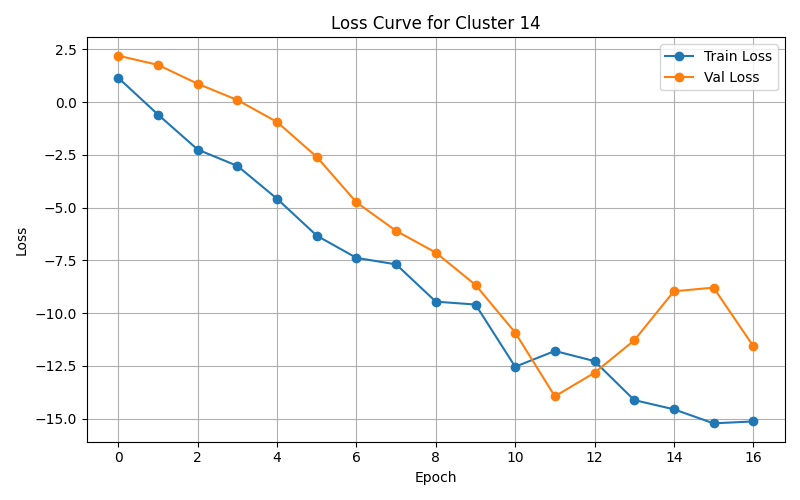 Loss Curve for Cluster 14
Train Loss
Val Loss
2.5
0.0
−2.5
−5.0
−7.5
−10.0
−12.5
−15.0
Loss
0 2 4 6 8 10 12 14 16
Epoch